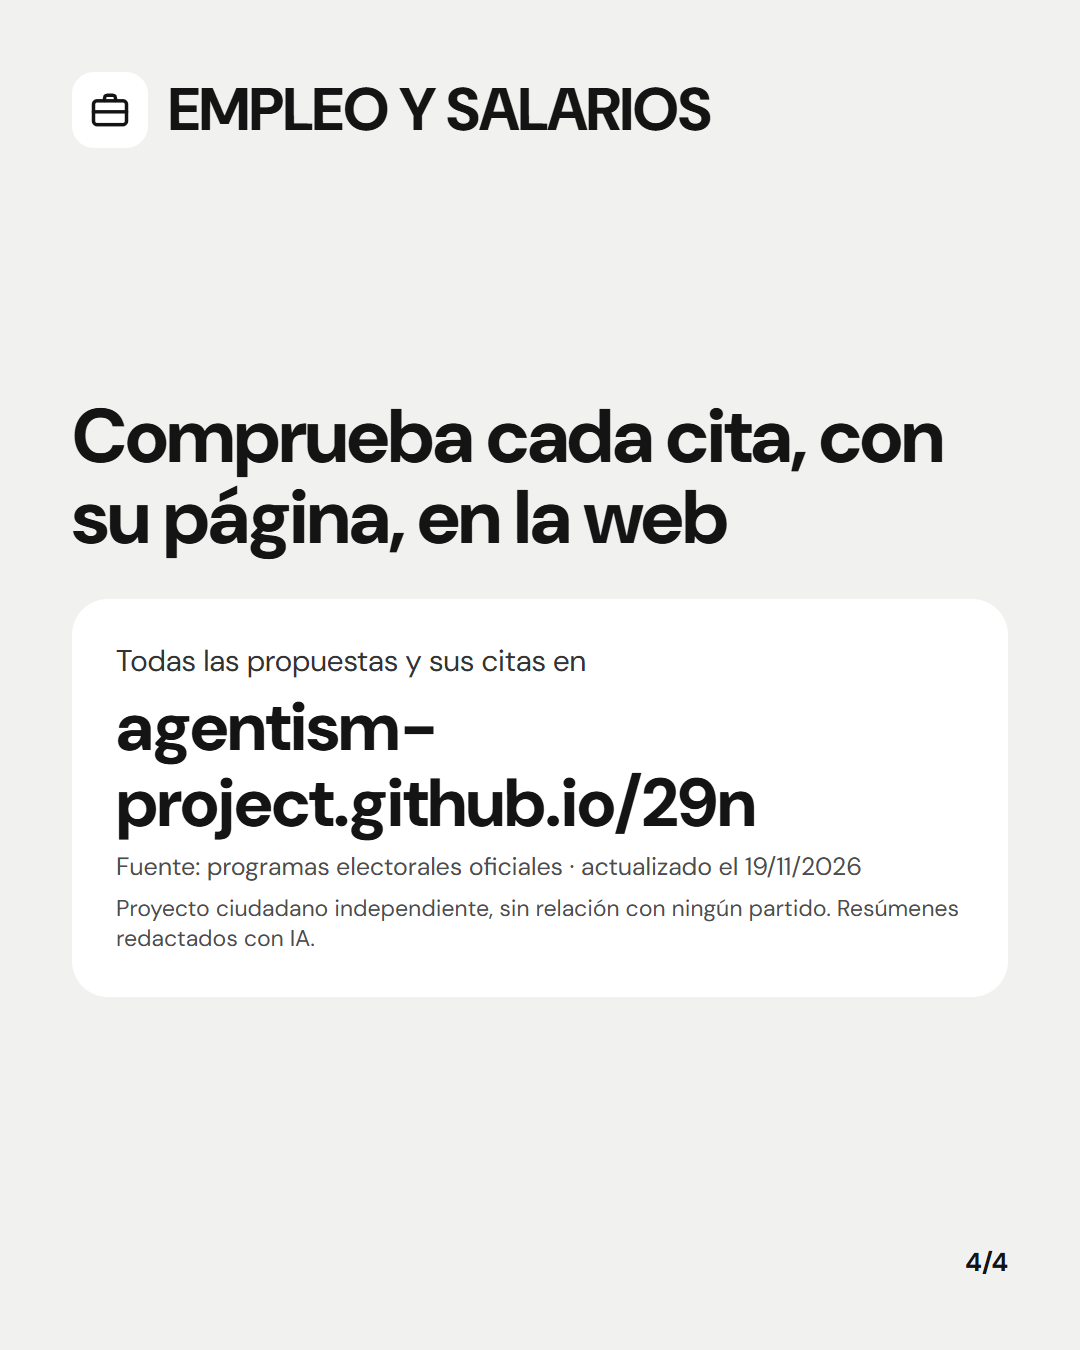 EMPLEO Y SALARIOS
Comprueba cada cita, con
su página, en la web
Todas las propuestas y sus citas en
agentism-
project.github.io/29n
Fuente: programas electorales oficiales · actualizado el 19/11/2026
Proyecto ciudadano independiente, sin relación con ningún partido. Resúmenes
redactados con IA.
4/4